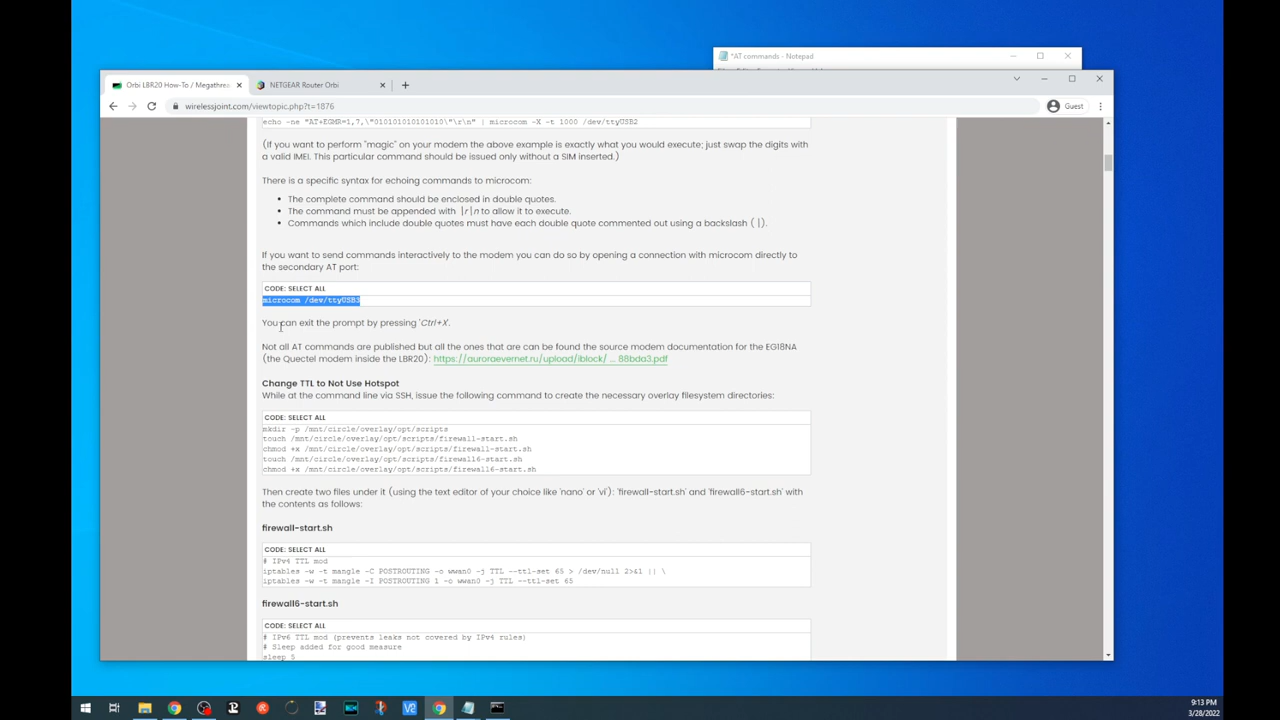 *AT commands - Notepad
Orbi LBR20 How-To / Megathrea
NETGEAR Router Orbi
wirelessjoint.com/viewtopic.php?t=1876
Guest
echo -ne "AT+EGMR=1,7,\"010101010101010\"\r\n" | microcom -X -t 1000 /dev/ttyUSB2
(if you want to perform "magic" on your modem the above example is exactly what you would execute; just swap the digits with
a valid IMEI. This particular command should be issued only without a SIM inserted.)
There is a specific syntax for echoing commands to microcom:
• The complete command should be enclosed in double quotes.
• The command must be appended with \r\n to allow it to execute.
• Commands which include double quotes must have each double quote commented out using a backslash (\).
If you want to send commands interactively to the modem you can do so by opening a connection with microcom directly to
the secondary AT port:
CODE: SELECT ALL
microcom /dev/ttyUSB3
You can exit the prompt by pressing 'Ctrl+X'.
Not all AT commands are published but all the ones that are can be found the source modem documentation for the EG18NA
(the Quectel modem inside the LBR20): https://auroraevernet.ru/upload/iblock/ ... 88bda3.pdf
Change TTL to Not Use Hotspot
While at the command line via SSH, issue the following command to create the necessary overlay filesystem directories:
CODE: SELECT ALL
mkdir -p /mnt/circle/overlay/opt/scripts
touch /mnt/circle/overlay/opt/scripts/firewall-start.sh
chmod +x /mnt/circle/overlay/opt/scripts/firewall-start.sh
touch /mnt/circle/overlay/opt/scripts/firewall6-start.sh
chmod +x /mnt/circle/overlay/opt/scripts/firewall6-start.sh
Then create two files under it (using the text editor of your choice like 'nano' or 'vi'): 'firewall-start.sh' and 'firewall6-start.sh' with
the contents as follows:
firewall-start.sh
CODE: SELECT ALL
# IPv4 TTL mod
iptables -w -t mangle -C POSTROUTING -o wwan0 -j TTL --ttl-set 65 > /dev/null 2>&1 || \
iptables -w -t mangle -I POSTROUTING 1 -o wwan0 -j TTL --ttl-set 65
firewall6-start.sh
CODE: SELECT ALL
# IPv6 TTL mod (prevents leaks not covered by IPv4 rules)
# Sleep added for good measure
sleep 5
9:13 PM
3/28/2022